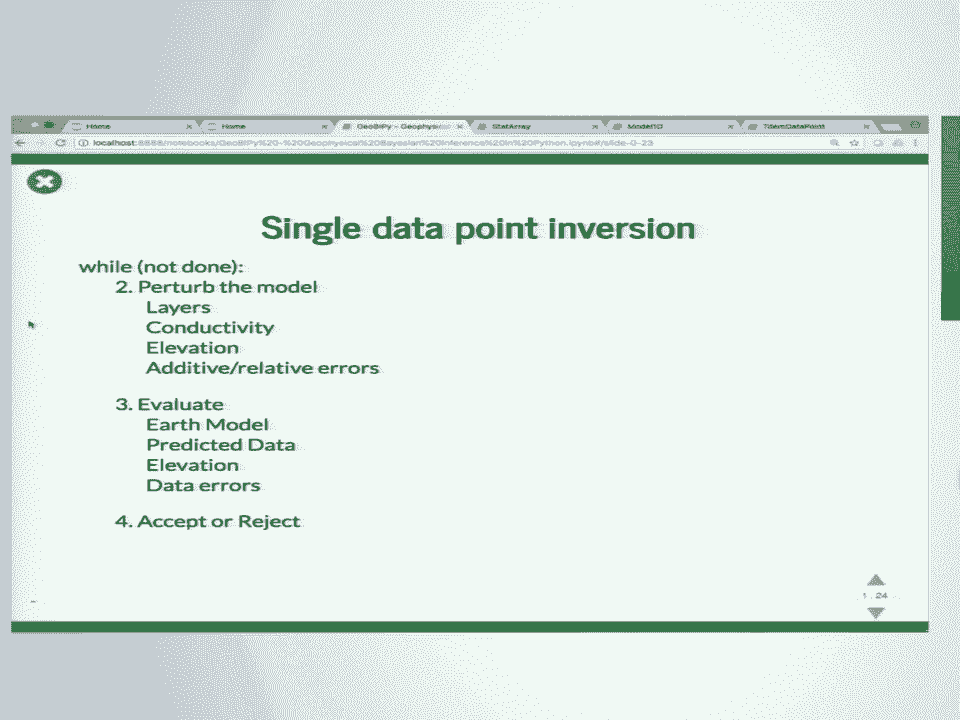 Home
Home
GeoBIPy - Geophysical
StatArray
Model1D
TdemDataPoint
localhost:8888/notebooks/GeoBIPy%20-%20Geophysical%20Bayesian%20Inference%20in%20Python.ipynb#/slide-0-23
Single data point inversion
while (not done):
2. Perturb the model
Layers
Conductivity
Elevation
Additive/relative errors
3. Evaluate
Earth Model
Predicted Data
Elevation
Data errors
4. Accept or Reject
1 . 24